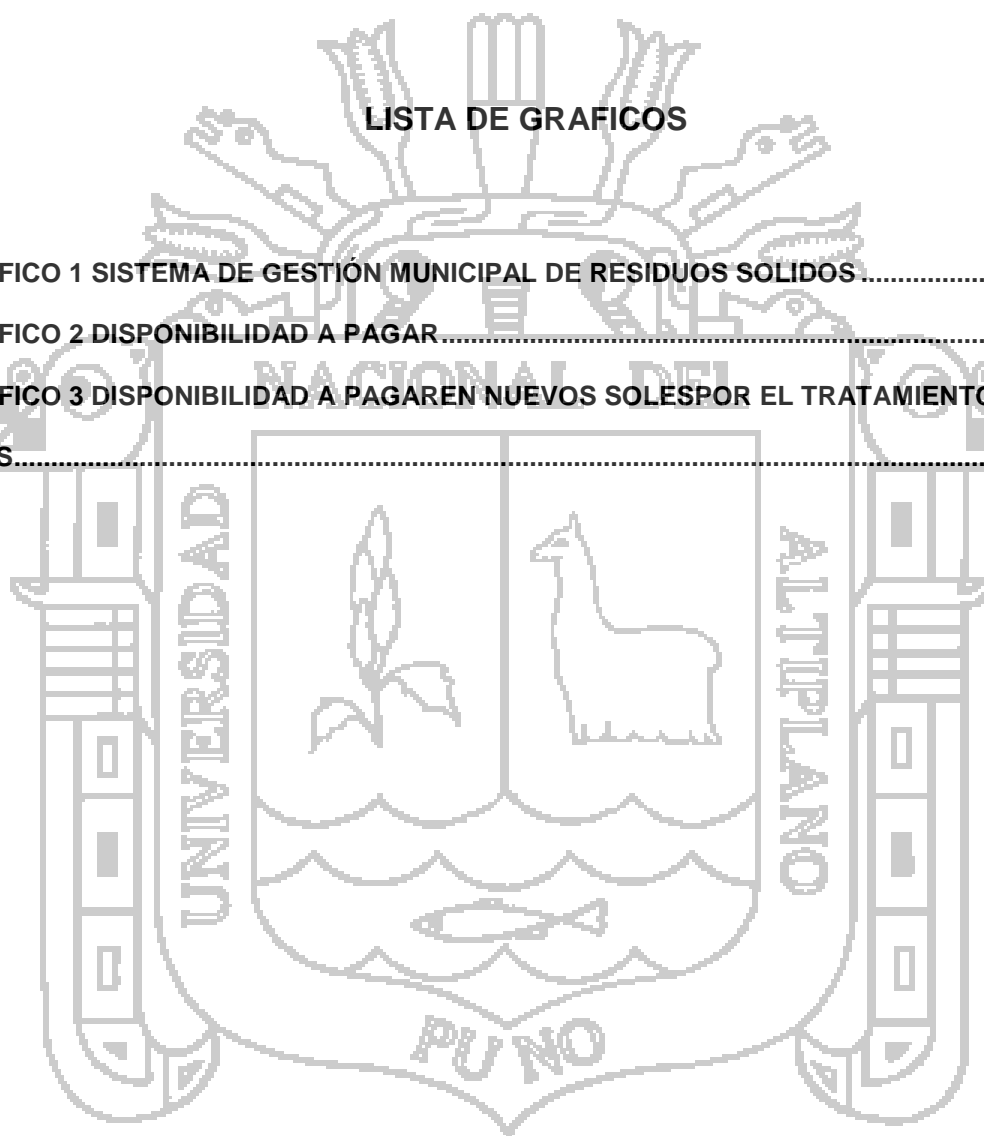 LISTA DE GRAFICOS
FICO 1 SISTEMA DE GESTIÓN MUNICIPAL DE RESIDUOS SOLIDOS ..................
FICO 2 DISPONIBILIDAD A PAGAR ..........................................................................................
FICO 3 DISPONIBILIDAD A PAGAREN NUEVOS SOLESPOR EL TRATAMIENTO
S................................................................................................................................................
NACIONAL DEL
UNIVERSIDAD
ALTIPLANO
PUNO